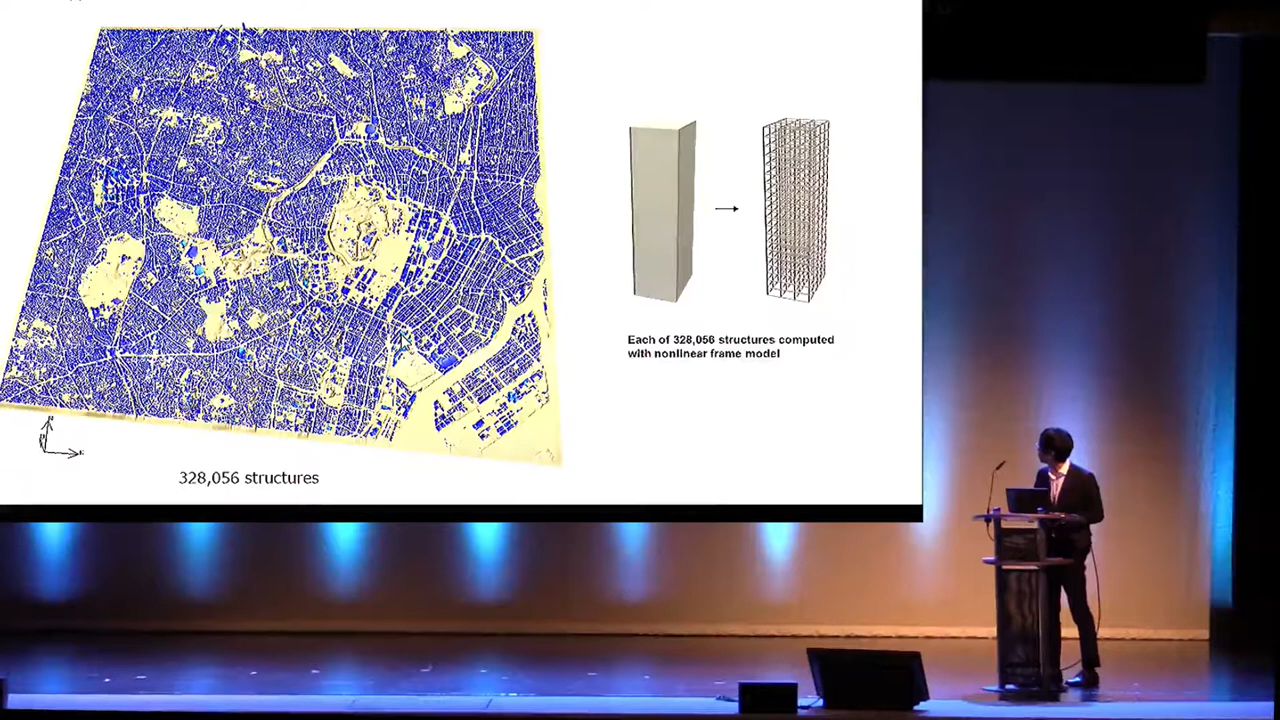 328,056 structures
Each of 328,056 structures computed
with nonlinear frame model